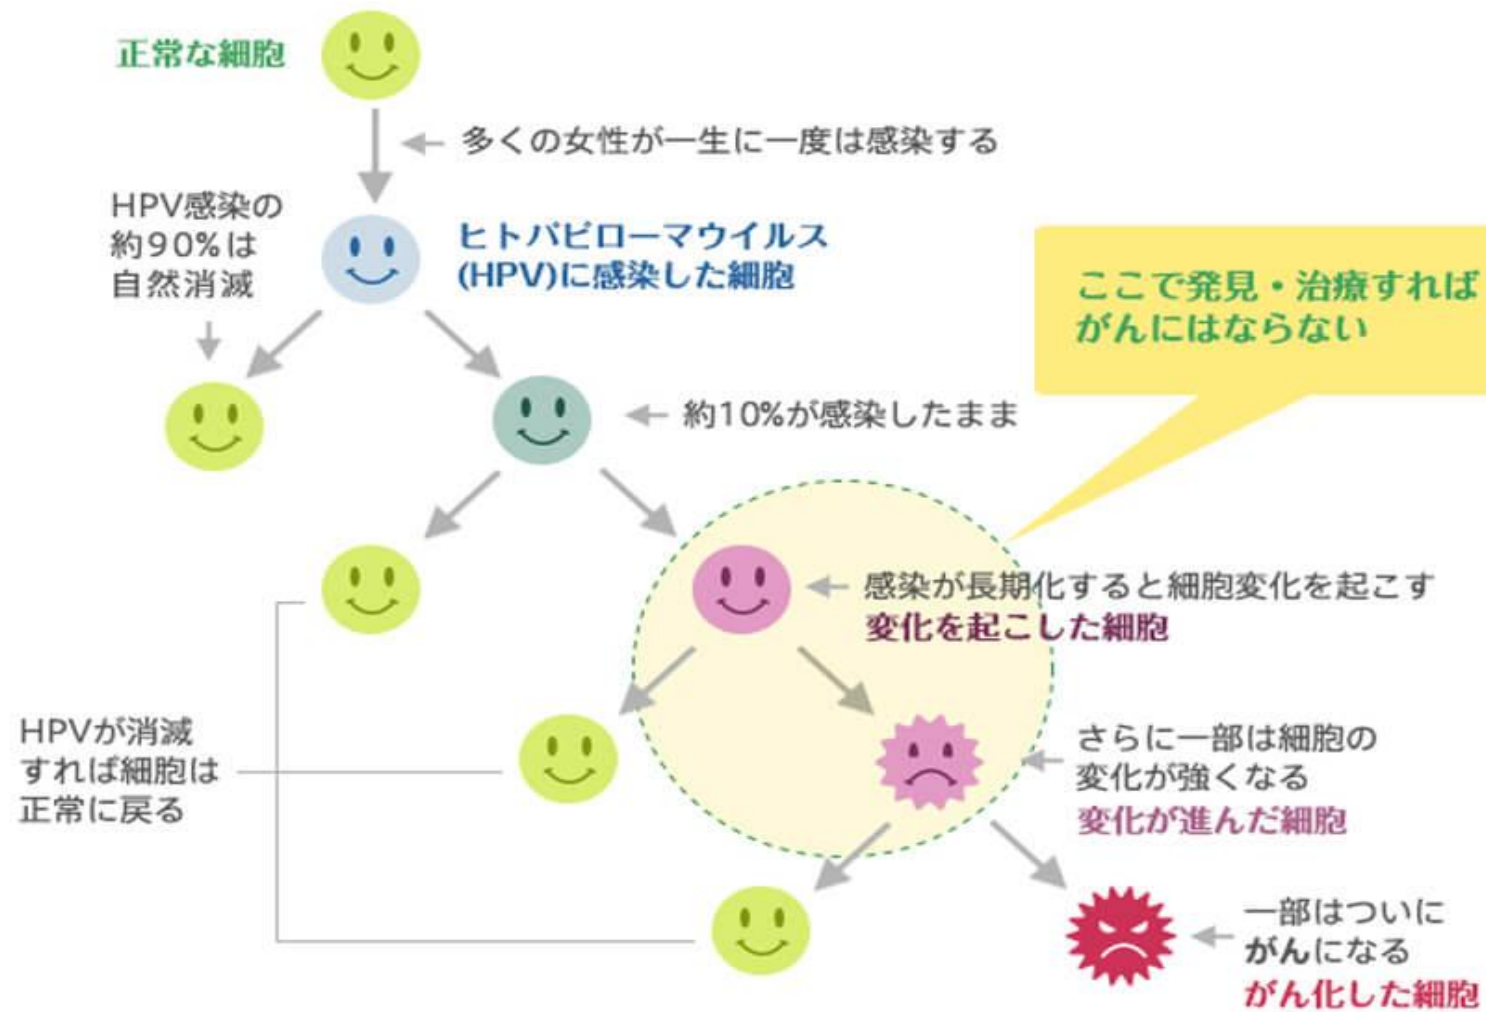 正常な細胞
多くの女性が一生に一度は感染する
HPV感染の
約90%は
自然消滅
ヒトパピローマウイルス
(HPV)に感染した細胞
ここで発見・治療すれば
がんにはならない
約10%が感染したまま
感染が長期化すると細胞変化を起こす
変化を起こした細胞
HPVが消滅
すれば細胞は
正常に戻る
さらに一部は細胞の
変化が強くなる
変化が進んだ細胞
一部はついに
がんになる
がん化した細胞